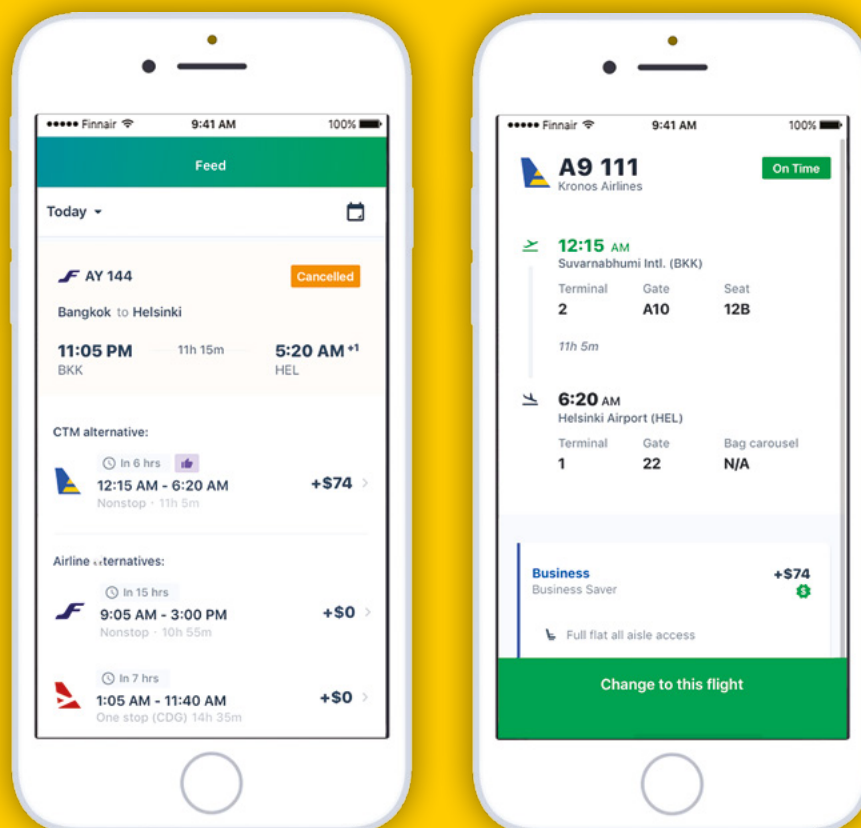 Finnair
9:41 AM
100%
Feed
Today
AY 144
Cancelled
Bangkok to Helsinki
11:05 PM
11h 15m
5:20 AM +1
BKK
HEL
CTM alternative:
In 6 hrs
12:15 AM - 6:20 AM
+$74
Nonstop · 11h 5m
Airline ternatives:
In 15 hrs
9:05 AM - 3:00 PM
+$0
Nonstop · 10h 55m
In 7 hrs
1:05 AM - 11:40 AM
+$0
One stop (CDG) 14h 35m
Finnair
9:41 AM
100%
A9 111
On Time
Kronos Airlines
12:15 AM
Suvarnabhumi Intl. (BKK)
Terminal Gate Seat
2 A10 12B
11h 5m
6:20 AM
Helsinki Airport (HEL)
Terminal Gate Bag carousel
1 22 N/A
Business
+$74
Business Saver
Full flat all aisle access
Change to this flight